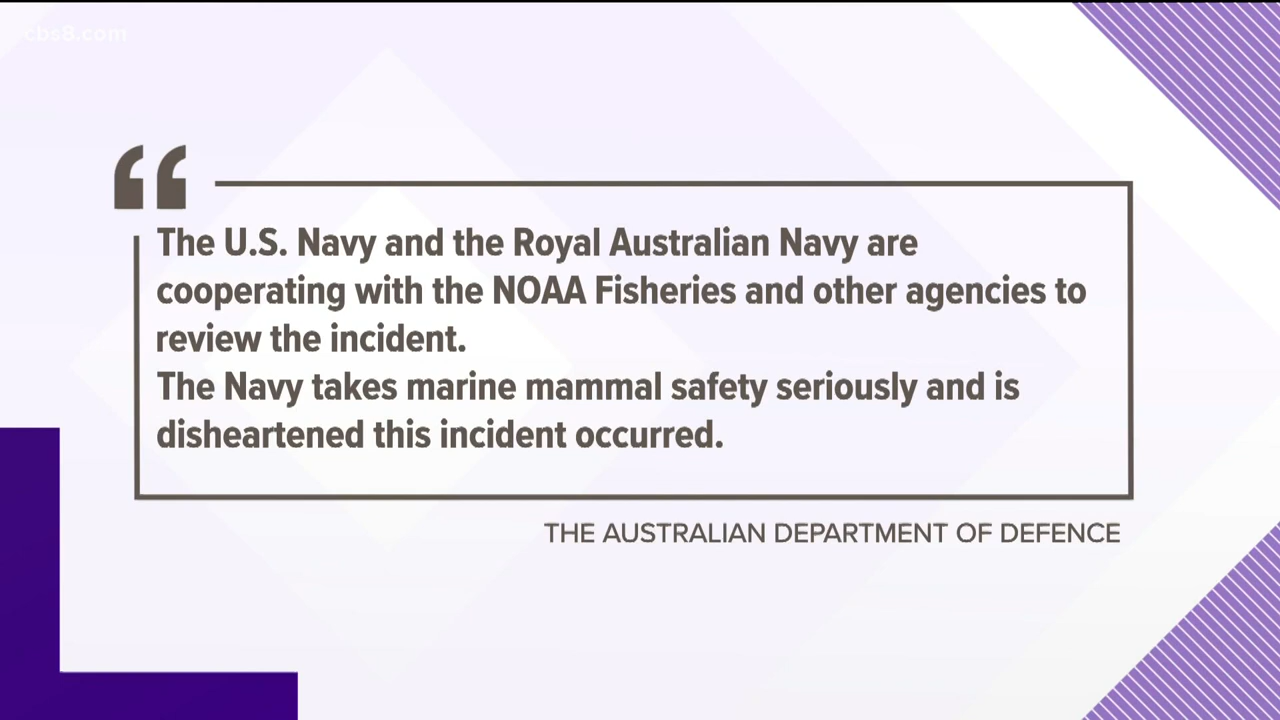 cbs8.com
“
The U.S. Navy and the Royal Australian Navy are
cooperating with the NOAA Fisheries and other agencies to
review the incident.
The Navy takes marine mammal safety seriously and is
disheartened this incident occurred.
THE AUSTRALIAN DEPARTMENT OF DEFENCE